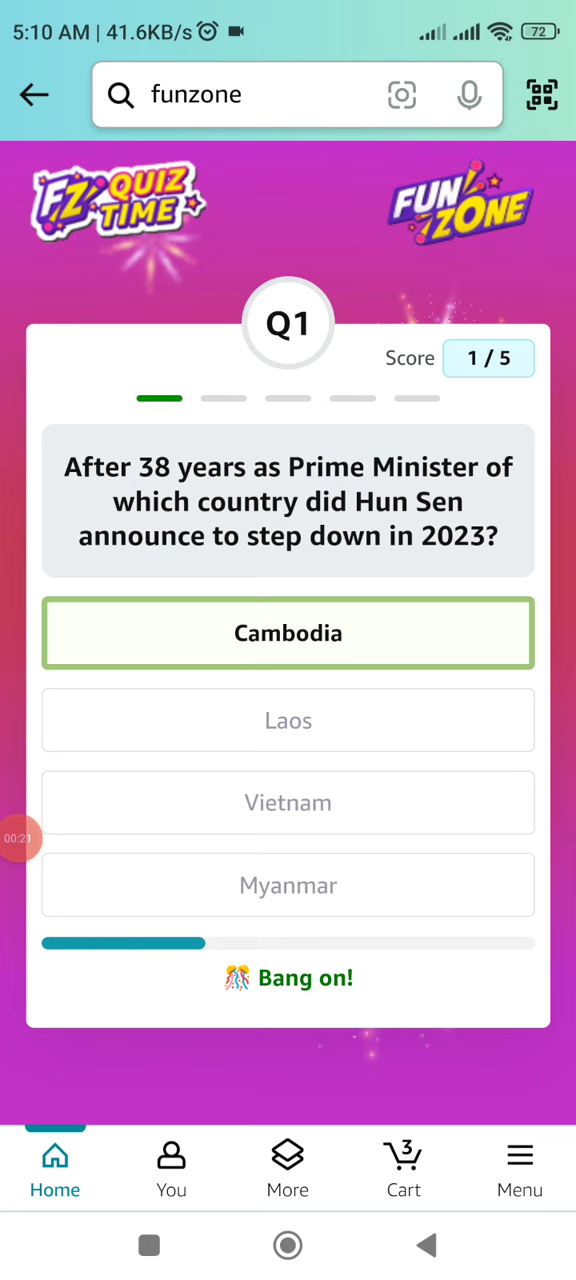 5:10 AM | 41.6KB/s
72
funzone
FZ QUIZ TIME
FUN ZONE
Q1
Score 1 / 5
After 38 years as Prime Minister of
which country did Hun Sen
announce to step down in 2023?
Cambodia
Laos
Vietnam
00:21
Myanmar
Bang on!
3
Home You More Cart Menu